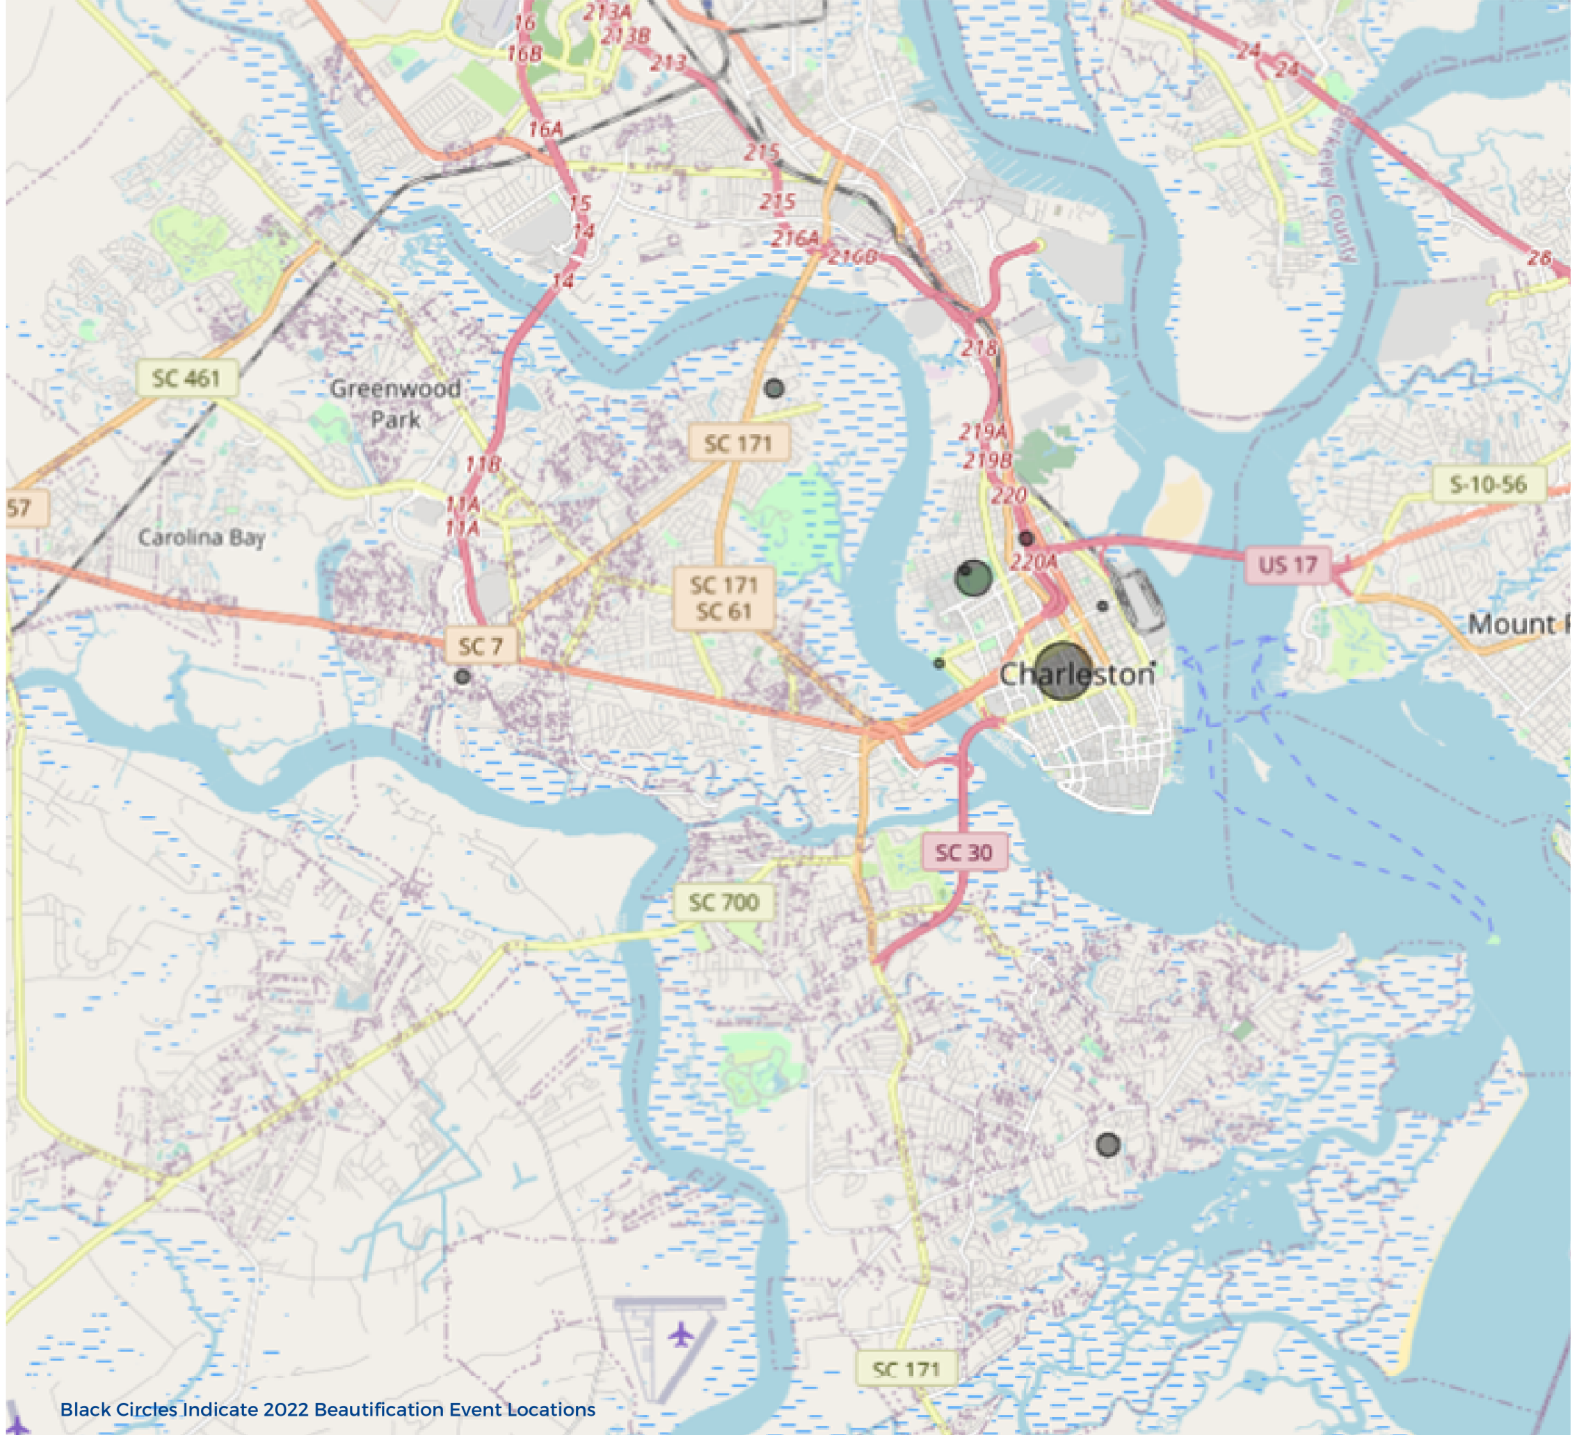 213A
16
213B
16B
213
24
24
16A
215
Berkeley County
15
215
14
216A
216B
28
14
218
SC 461
Greenwood
Park
219A
SC 171
219B
11B
S-10-56
220
11A
57
11A
Carolina Bay
220A
US 17
SC 171
SC 61
Mount
SC 7
Charleston
SC 30
SC 700
SC 171
Black Circles Indicate 2022 Beautification Event Locations